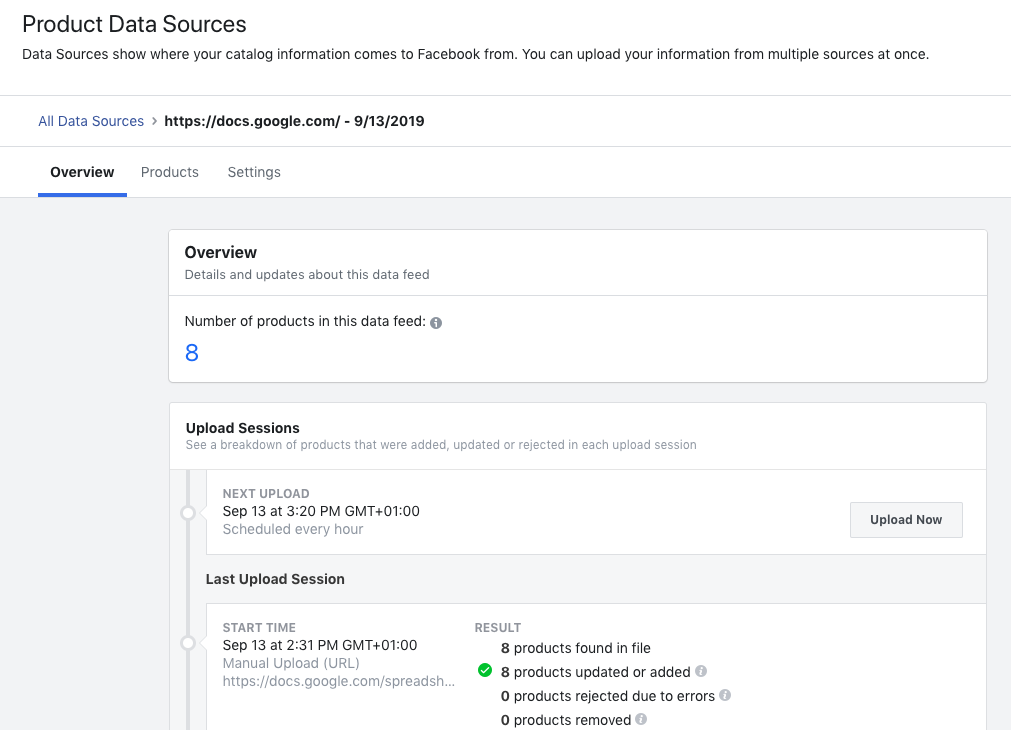 Product Data Sources
Data Sources show where your catalog information comes to Facebook from. You can upload your information from multiple sources at once.
All Data Sources > https://docs.google.com/ - 9/13/2019
Overview Products Settings
Overview
Details and updates about this data feed
Number of products in this data feed:
8
Upload Sessions
See a breakdown of products that were added, updated or rejected in each upload session
NEXT UPLOAD
Sep 13 at 3:20 PM GMT+01:00
Scheduled every hour
Upload Now
Last Upload Session
START TIME
Sep 13 at 2:31 PM GMT+01:00
Manual Upload (URL)
https://docs.google.com/spreadsh...
RESULT
8 products found in file
8 products updated or added
0 products rejected due to errors
0 products removed